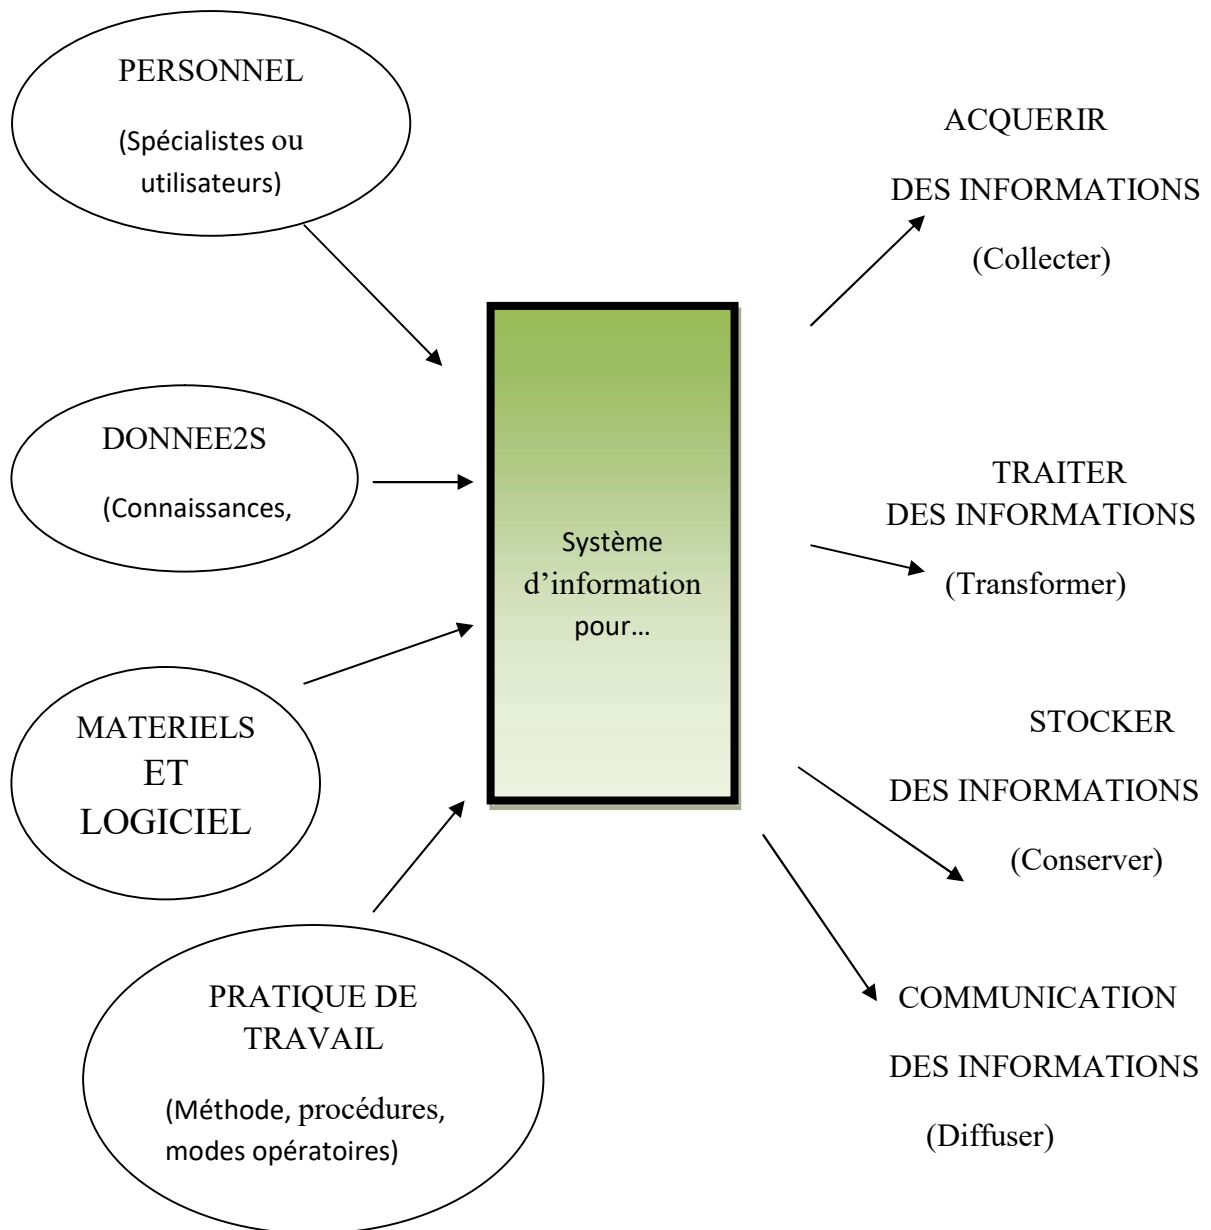 PERSONNEL
(Spécialistes ou
utilisateurs)
DONNEE2S
(Connaissances,
MATERIELS
ET
LOGICIEL
PRATIQUE DE
TRAVAIL
(Méthode, procédures,
modes opératoires)
Système
d’information
pour...
ACQUERIR
DES INFORMATIONS
(Collecter)
TRAITER
DES INFORMATIONS
(Transformer)
STOCKER
DES INFORMATIONS
(Conserver)
COMMUNICATION
DES INFORMATIONS
(Diffuser)